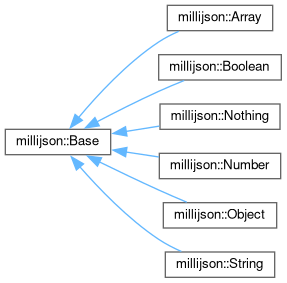 millijson::Array
millijson::Boolean
millijson::Nothing
millijson::Base
millijson::Number
millijson::Object
millijson::String